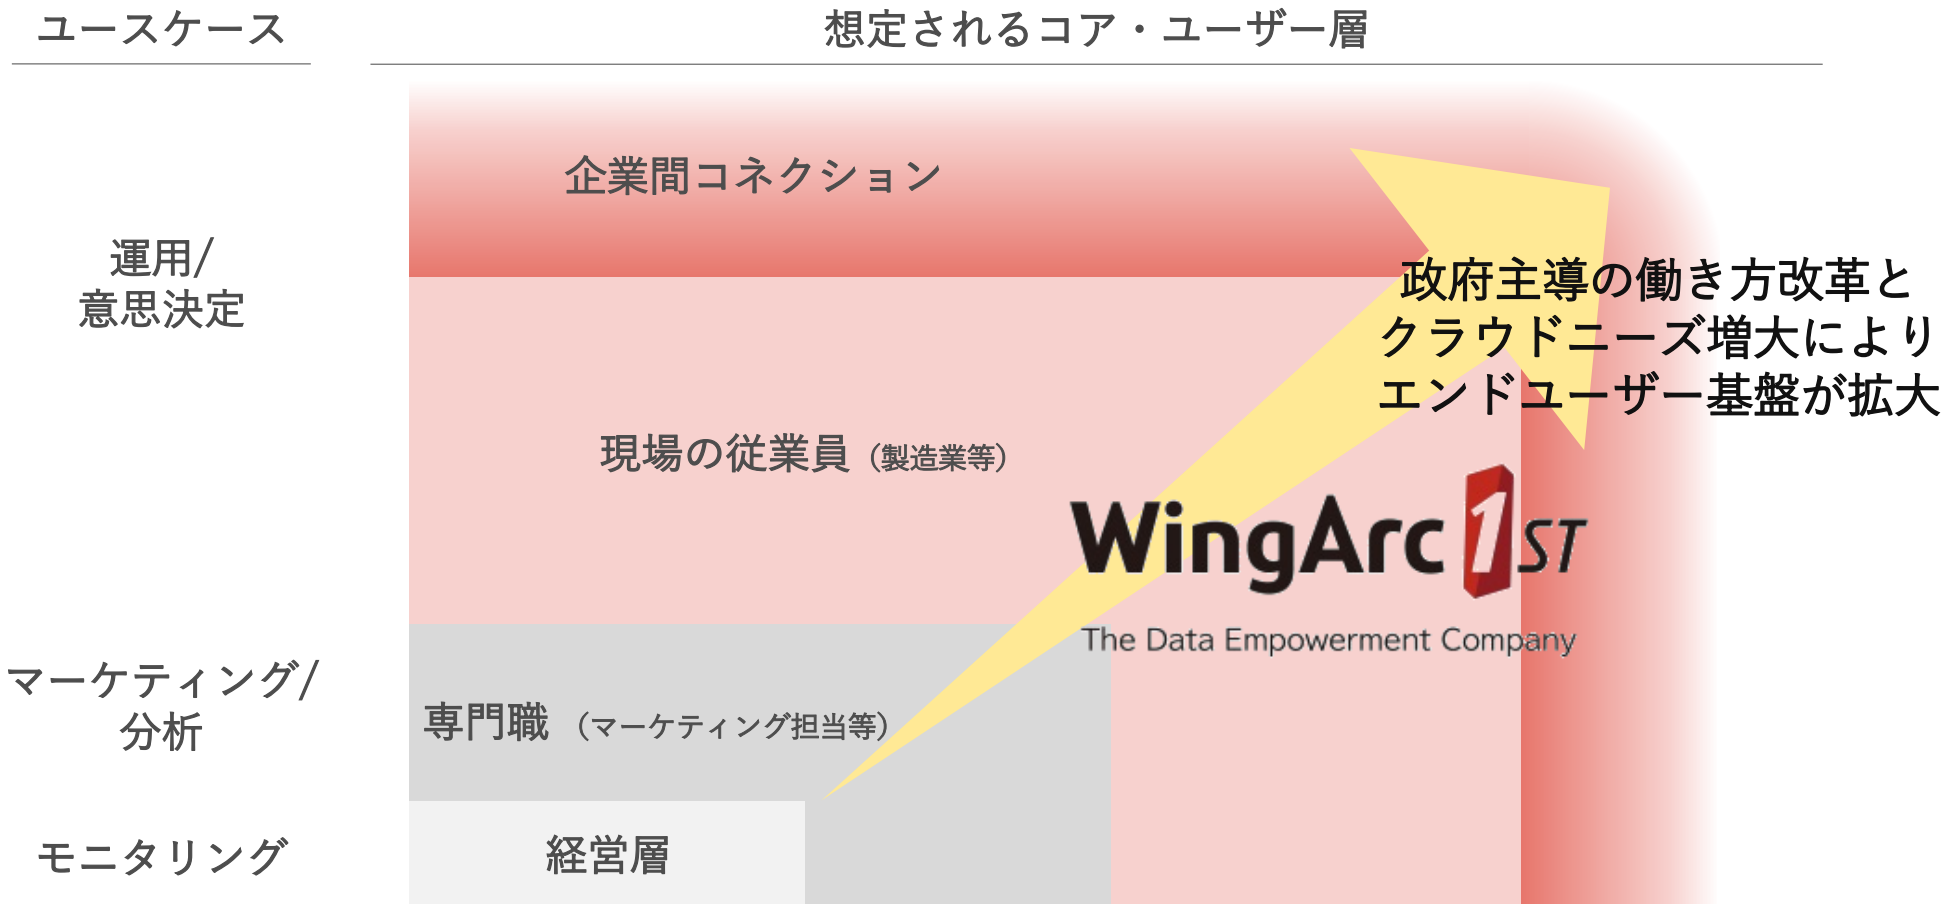 ユースケース
想定されるコア・ユーザー層
企業間コネクション
運用/
意思決定
政府主導の働き方改革と
クラウドニーズ増大により
エンドユーザー基盤が拡大
現場の従業員（製造業等）
WingArc 1ST
The Data Empowerment Company
マーケティング/
分析
専門職（マーケティング担当等）
モニタリング
経営層